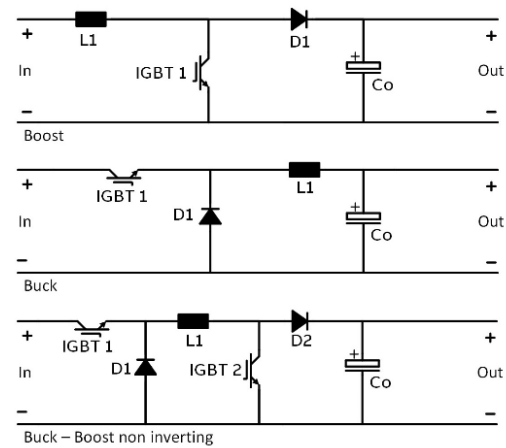 + L1 D1 +
In IGBT 1 + Co Out
− −
Boost
+ IGBT 1 L1 +
In D1 + Co Out
− −
Buck
+ IGBT 1 L1 D2 +
In D1 IGBT 2 + Co Out
− −
Buck – Boost non inverting